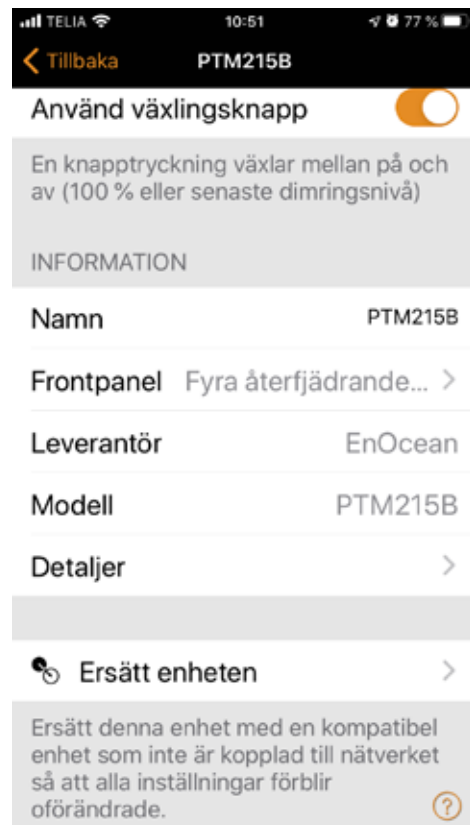 TELIA 10:51 77 %
Tillbaka PTM215B
Använd växlingsknapp
En knapptryckning växlar mellan på och
av (100 % eller senaste dimringsnivå)
INFORMATION
Namn PTM215B
Frontpanel Fyra återfjädrande... >
Leverantör EnOcean
Modell PTM215B
Detaljer >
Ersätt enheten >
Ersätt denna enhet med en kompatibel
enhet som inte är kopplad till nätverket
så att alla inställningar förblir
oförändrade. ?